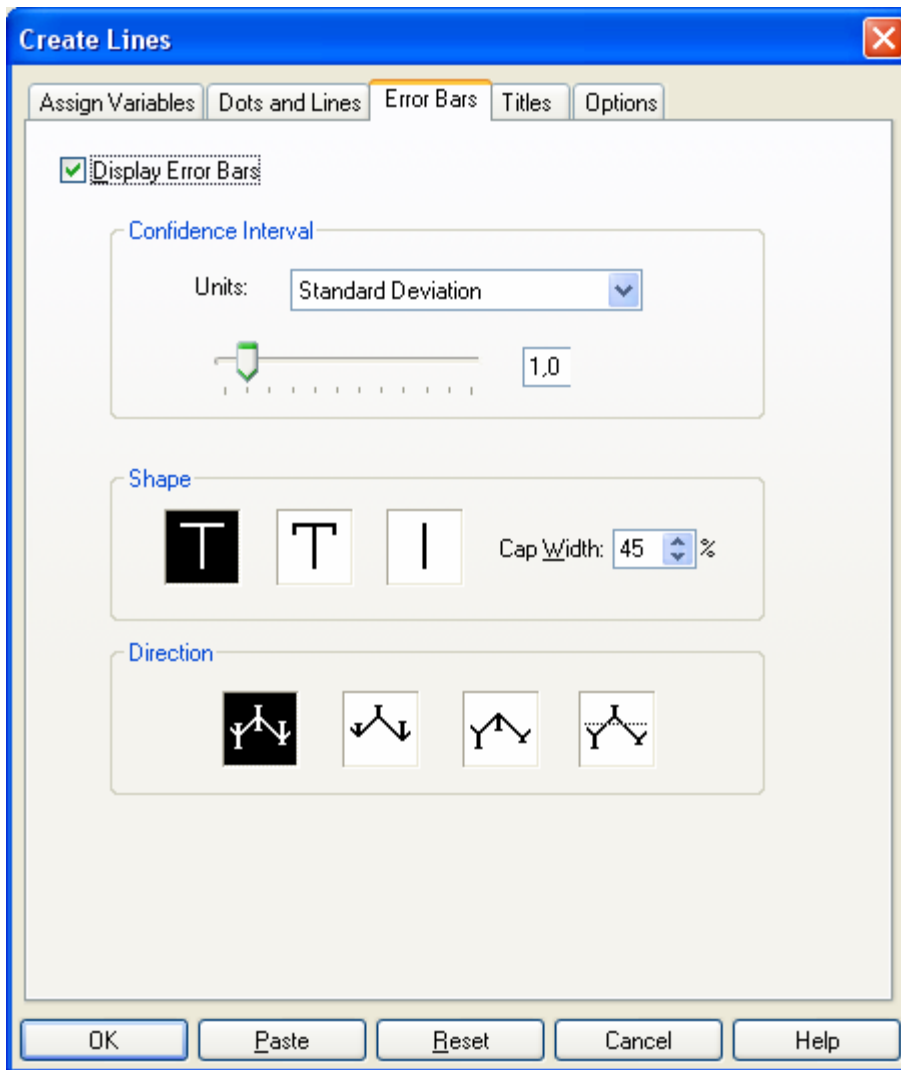 Create Lines
Assign Variables Dots and Lines Error Bars Titles Options
Display Error Bars
Confidence Interval
Units: Standard Deviation
1,0
Shape
Cap Width: 45 %
Direction
OK Paste Reset Cancel Help